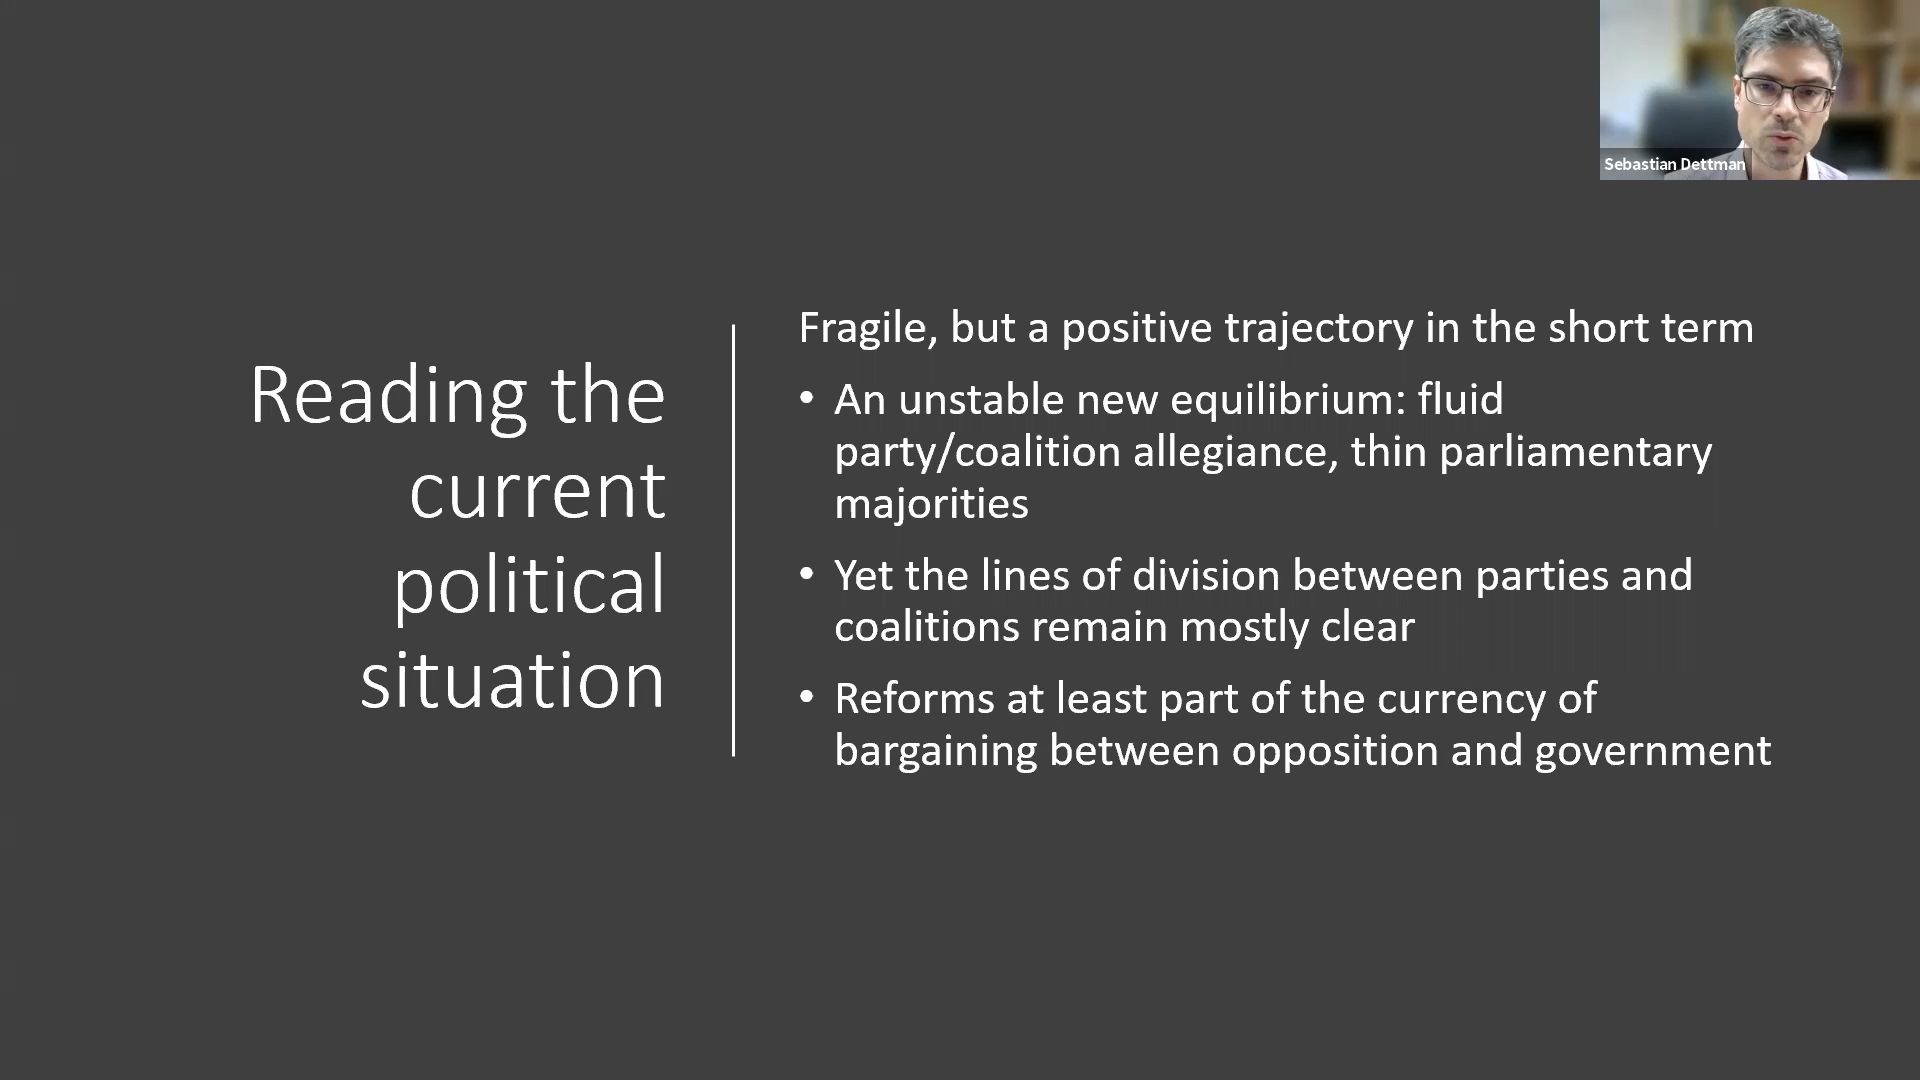 Sebastian Dettman
Reading the
current
political
situation
Fragile, but a positive trajectory in the short term
• An unstable new equilibrium: fluid
party/coalition allegiance, thin parliamentary
majorities
• Yet the lines of division between parties and
coalitions remain mostly clear
• Reforms at least part of the currency of
bargaining between opposition and government